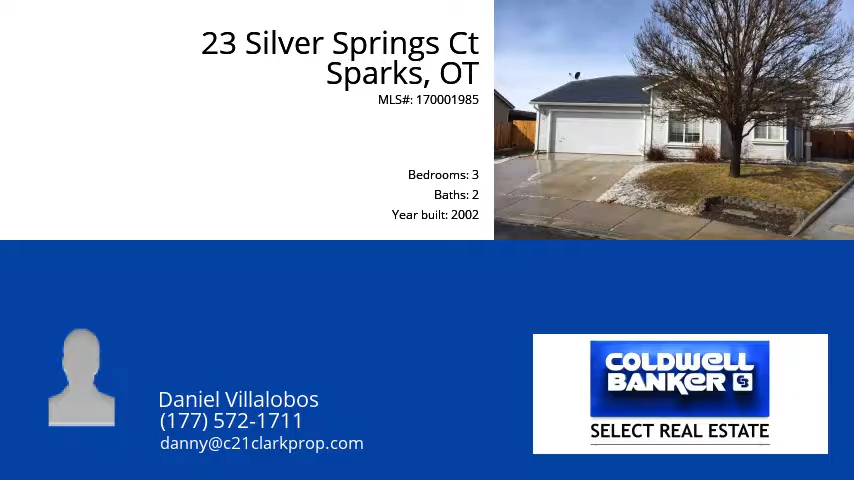 23 Silver Springs Ct
Sparks, OT
MLS#: 170001985
Bedrooms: 3
Baths: 2
Year built: 2002
Daniel Villalobos
(177) 572-1711
danny@c21clarkprop.com
COLDWELL
BANKER CB
SELECT REAL ESTATE